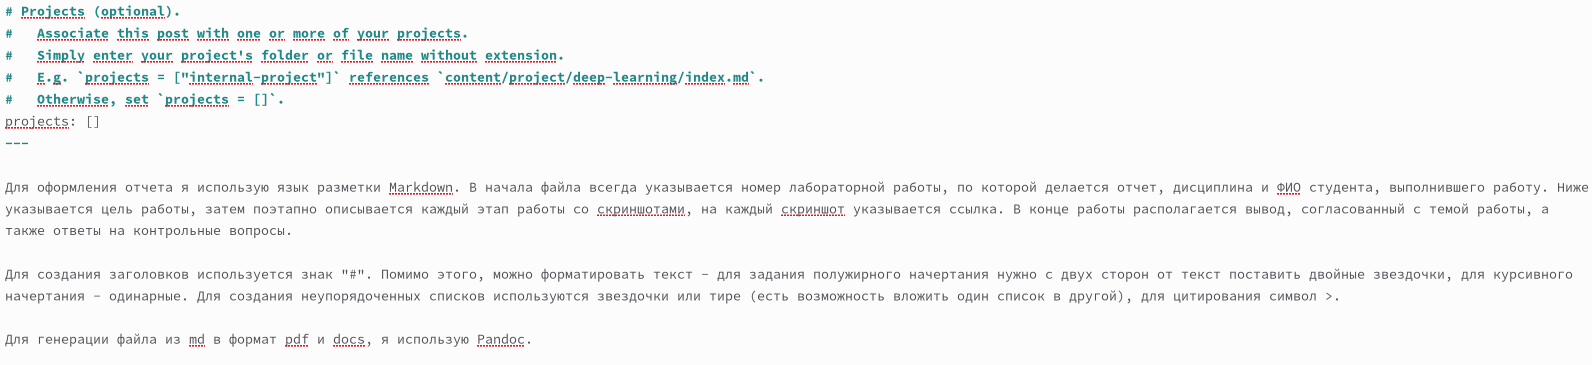 # Projects (optional).
#   Associate this post with one or more of your projects.
#   Simply enter your project's folder or file name without extension.
#   E.g. `projects = ["internal-project"]` references `content/project/deep-learning/index.md`.
#   Otherwise, set `projects = []`.
projects: []
---
Для оформления отчета я использую язык разметки Markdown. В начала файла всегда указывается номер лабораторной работы, по которой делается отчет, дисциплина и ФИО студента, выполнившего работу. Ниже
указывается цель работы, затем поэтапно описывается каждый этап работы со скриншотами, на каждый скриншот указывается ссылка. В конце работы располагается вывод, согласованный с темой работы, а
также ответы на контрольные вопросы.
Для создания заголовков используется знак "#". Помимо этого, можно форматировать текст - для задания полужирного начертания нужно с двух сторон от текст поставить двойные звездочки, для курсивного
начертания - одинарные. Для создания неупорядоченных списков используются звездочки или тире (есть возможность вложить один список в другой), для цитирования символ >.
Для генерации файла из md в формат pdf и docs, я использую Pandoc.